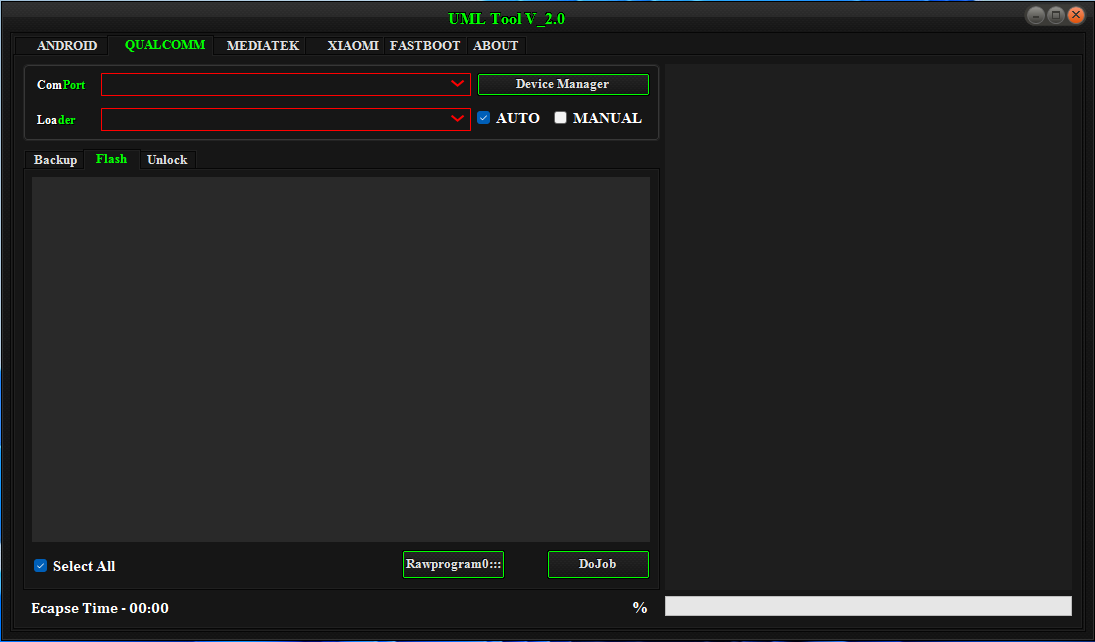 UML Tool V_2.0
ANDROID QUALCOMM MEDIATEK XIAOMI FASTBOOT ABOUT
ComPort Device Manager
Loader AUTO MANUAL
Backup Flash Unlock
Select All Rawprogram0::: DoJob
Ecapse Time - 00:00 %